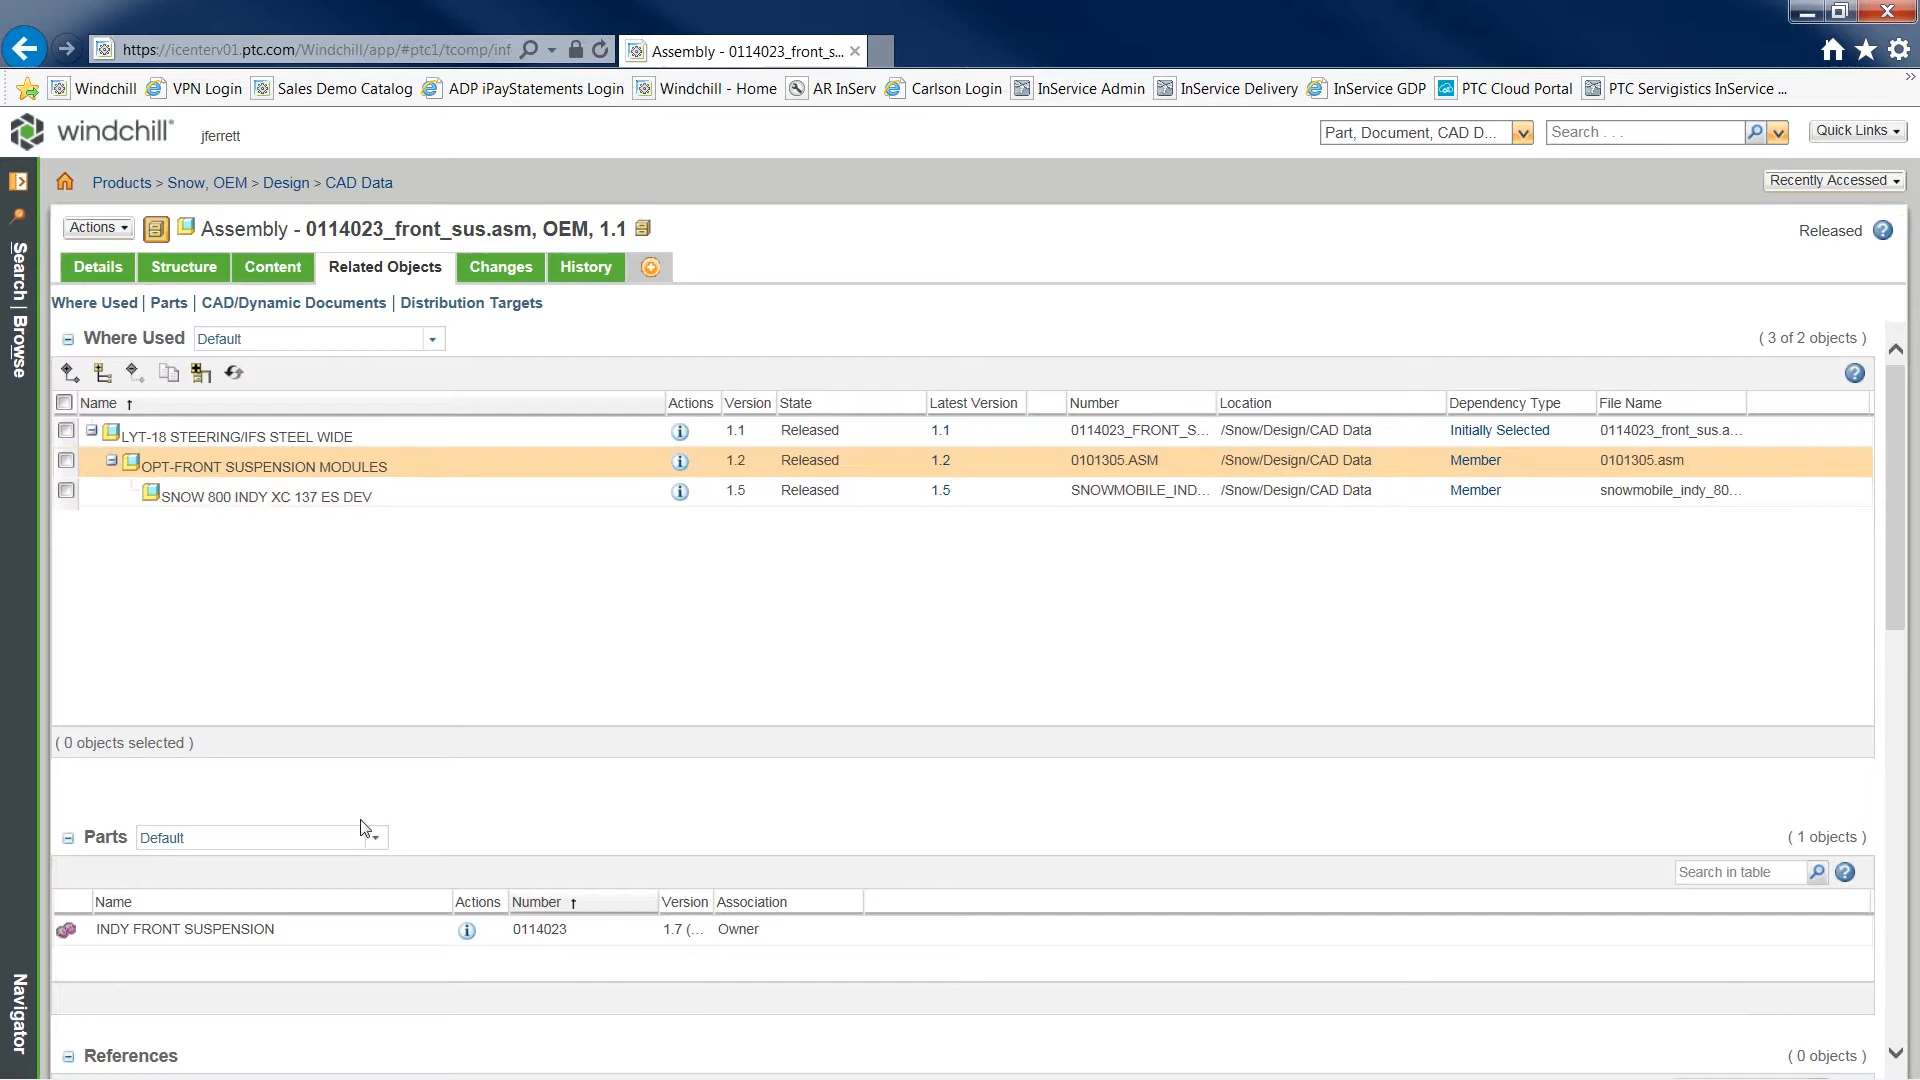 https://icenterv01.ptc.com/Windchill/app/#ptc1/tcomp/inf
Assembly - 0114023_front_s...
Windchill VPN Login Sales Demo Catalog ADP iPayStatements Login Windchill - Home AR InServ Carlson Login InService Admin InService Delivery InService GDP PTC Cloud Portal PTC Servigistics InService ...
windchill jferrett Part, Document, CAD D... Search . . . Quick Links
Products > Snow, OEM > Design > CAD Data Recently Accessed
Actions Assembly - 0114023_front_sus.asm, OEM, 1.1 Released
Details Structure Content Related Objects Changes History
Where Used | Parts | CAD/Dynamic Documents | Distribution Targets
Where Used Default ( 3 of 2 objects )
Name ↑ Actions Version State Latest Version Number Location Dependency Type File Name
LYT-18 STEERING/IFS STEEL WIDE 1.1 Released 1.1 0114023_FRONT_S... /Snow/Design/CAD Data Initially Selected 0114023_front_sus.a...
OPT-FRONT SUSPENSION MODULES 1.2 Released 1.2 0101305.ASM /Snow/Design/CAD Data Member 0101305.asm
SNOW 800 INDY XC 137 ES DEV 1.5 Released 1.5 SNOWMOBILE_IND... /Snow/Design/CAD Data Member snowmobile_indy_80...
( 0 objects selected )
Parts Default ( 1 objects )
Search in table
Name Actions Number ↑ Version Association
INDY FRONT SUSPENSION 0114023 1.7 (... Owner
References ( 0 objects )
Search | Browse
Navigator